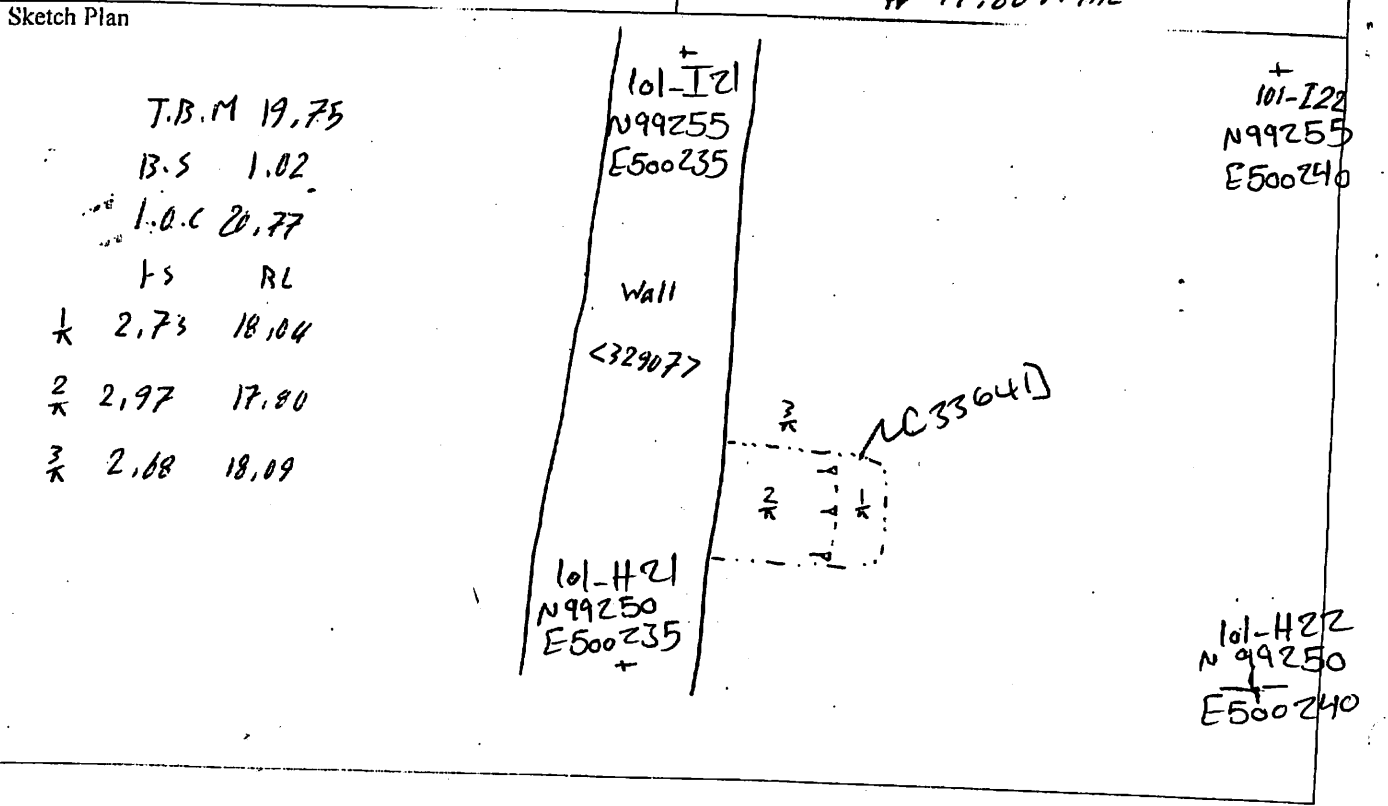 Sketch Plan
T.B.M 19,75
B.S 1.02
I.O.C 20,77
FS RL
1/⊼ 2,73 18,04
2/⊼ 2,97 17,80
3/⊼ 2,68 18,09
101-I21
N99255
E500235
101-I22
N99255
E500240
Wall
<32907>
3/⊼
[33641]
2/⊼
1/⊼
101-H21
N99250
E500235
101-H22
N 99250
E500240